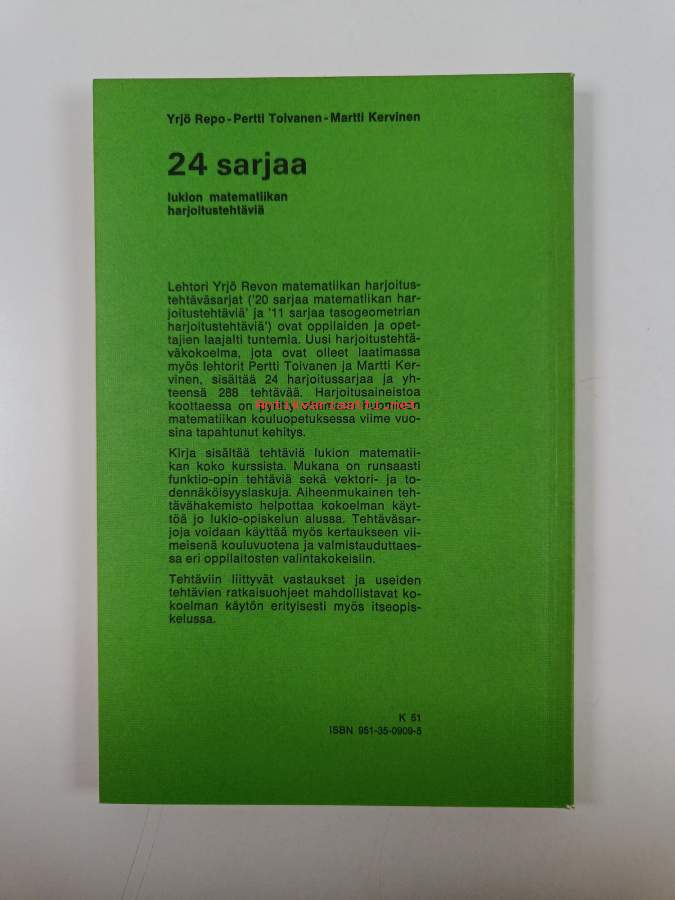 Yrjö Repo - Pertti Toivanen - Martti Kervinen
24 sarjaa
lukion matematiikan
harjoitustehtäviä
Lehtori Yrjö Revon matematiikan harjoitus-
tehtäväsarjat ('20 sarjaa matematiikan har-
joitustehtäviä' ja '11 sarjaa tasogeometrian
harjoitustehtäviä') ovat oppilaiden ja opet-
tajien laajalti tuntemia. Uusi harjoitustehtä-
väkokoelma, jota ovat olleet laatimassa
myös lehtorit Pertti Toivanen ja Martti Ker-
vinen, sisältää 24 harjoitussarjaa ja yh-
teensä 288 tehtävää. Harjoitusaineistoa
koottaessa on pyritty ottamaan huomioon
matematiikan kouluopetuksessa viime vuo-
sina tapahtunut kehitys.
Kirja sisältää tehtäviä lukion matematii-
kan koko kurssista. Mukana on runsaasti
funktio-opin tehtäviä sekä vektori- ja to-
dennäköisyyslaskuja. Aiheenmukainen teh-
tävähakemisto helpottaa kokoelman käyt-
töä jo lukio-opiskelun alussa. Tehtäväsar-
joja voidaan käyttää myös kertaukseen vii-
meisenä kouluvuotena ja valmistauduttaes-
sa eri oppilaitosten valintakokeisiin.
Tehtäviin liittyvät vastaukset ja useiden
tehtävien ratkaisuohjeet mahdollistavat ko-
koelman käytön erityisesti myös itseopis-
kelussa.
K 51
ISBN 951-35-0909-5